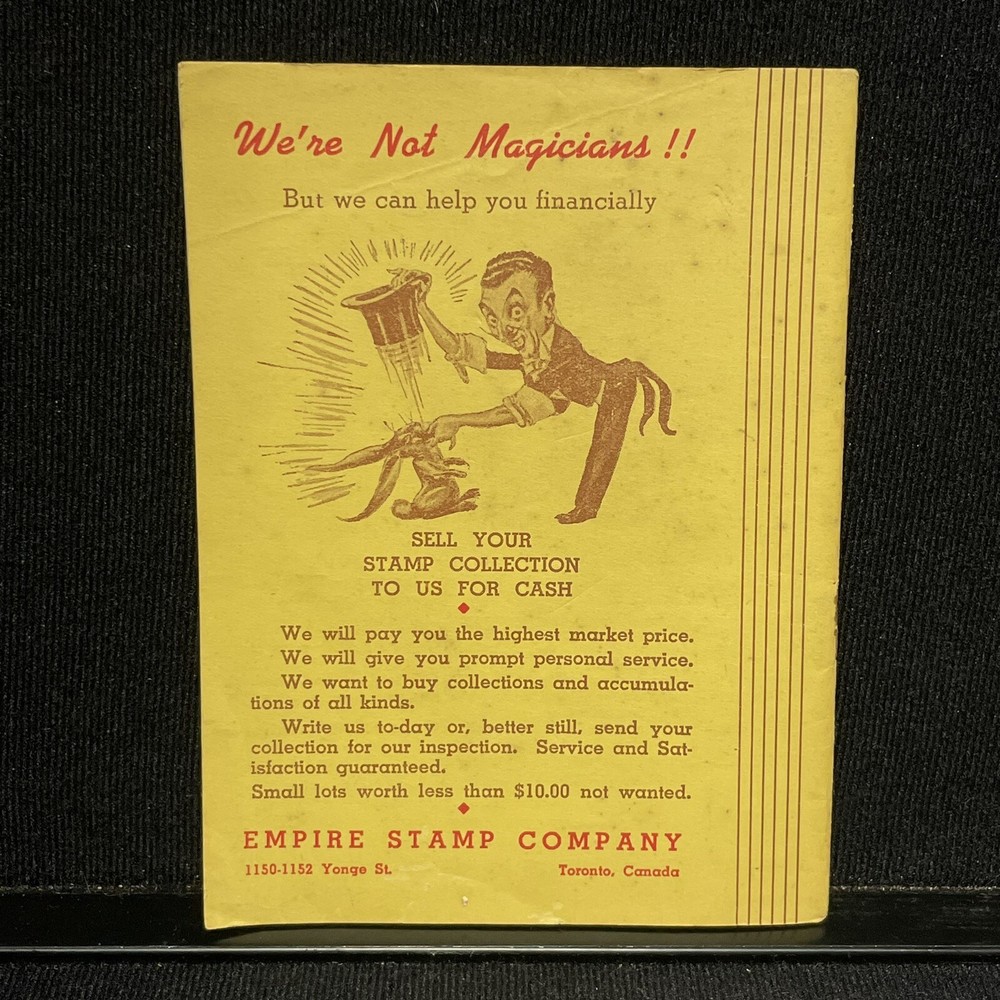 We're Not Magicians !!
But we can help you financially
SELL YOUR
STAMP COLLECTION
TO US FOR CASH
We will pay you the highest market price.
We will give you prompt personal service.
We want to buy collections and accumula-
tions of all kinds.
Write us to-day or, better still, send your
collection for our inspection. Service and Sat-
isfaction guaranteed.
Small lots worth less than $10.00 not wanted.
EMPIRE STAMP COMPANY
1150-1152 Yonge St. Toronto, Canada